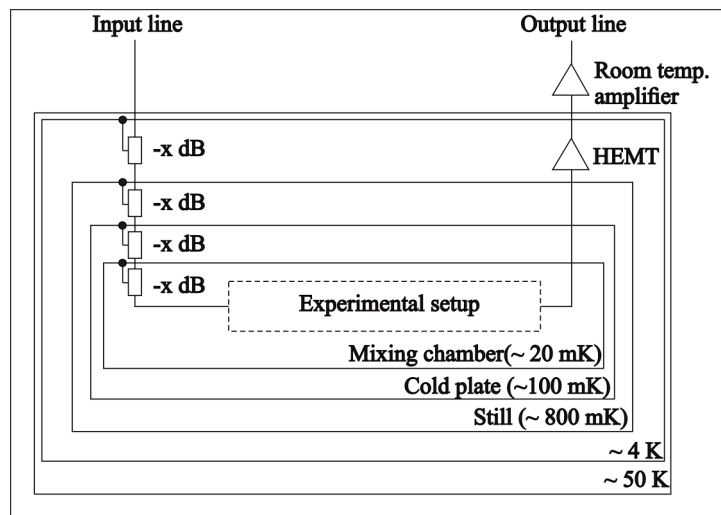 Input line
Output line
Room temp.
amplifier
-x dB
HEMT
-x dB
-x dB
-x dB
Experimental setup
Mixing chamber(~ 20 mK)
Cold plate (~100 mK)
Still (~ 800 mK)
~ 4 K
~ 50 K